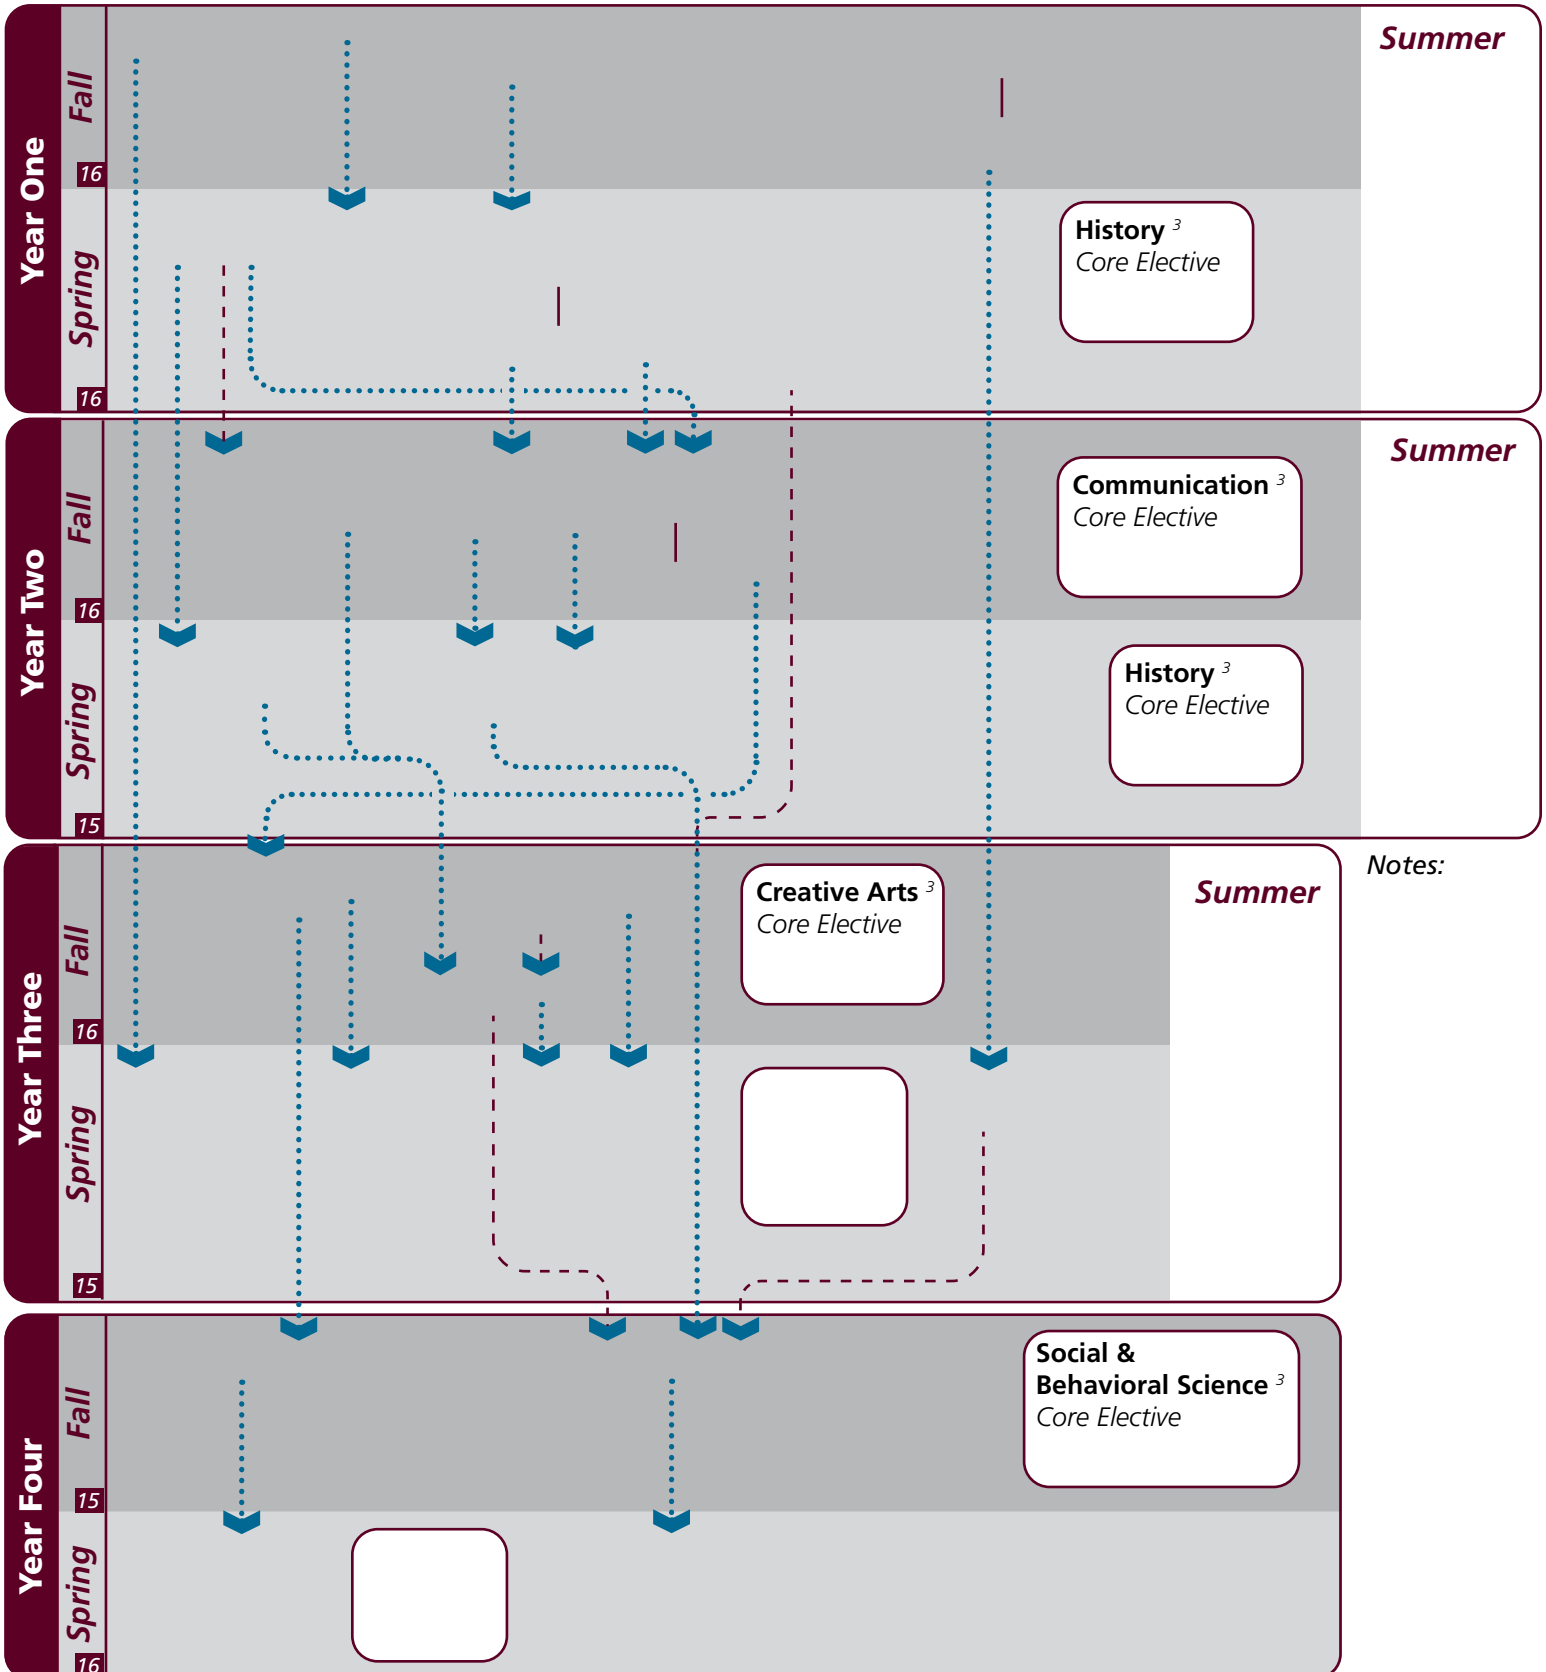 Year One
Fall
16
Summer
Spring
16
History 3
Core Elective
Year Two
Fall
16
Summer
Communication 3
Core Elective
Spring
15
History 3
Core Elective
Year Three
Fall
16
Creative Arts 3
Core Elective
Summer
Notes:
Spring
15
Year Four
Fall
15
Social &
Behavioral Science 3
Core Elective
Spring
16